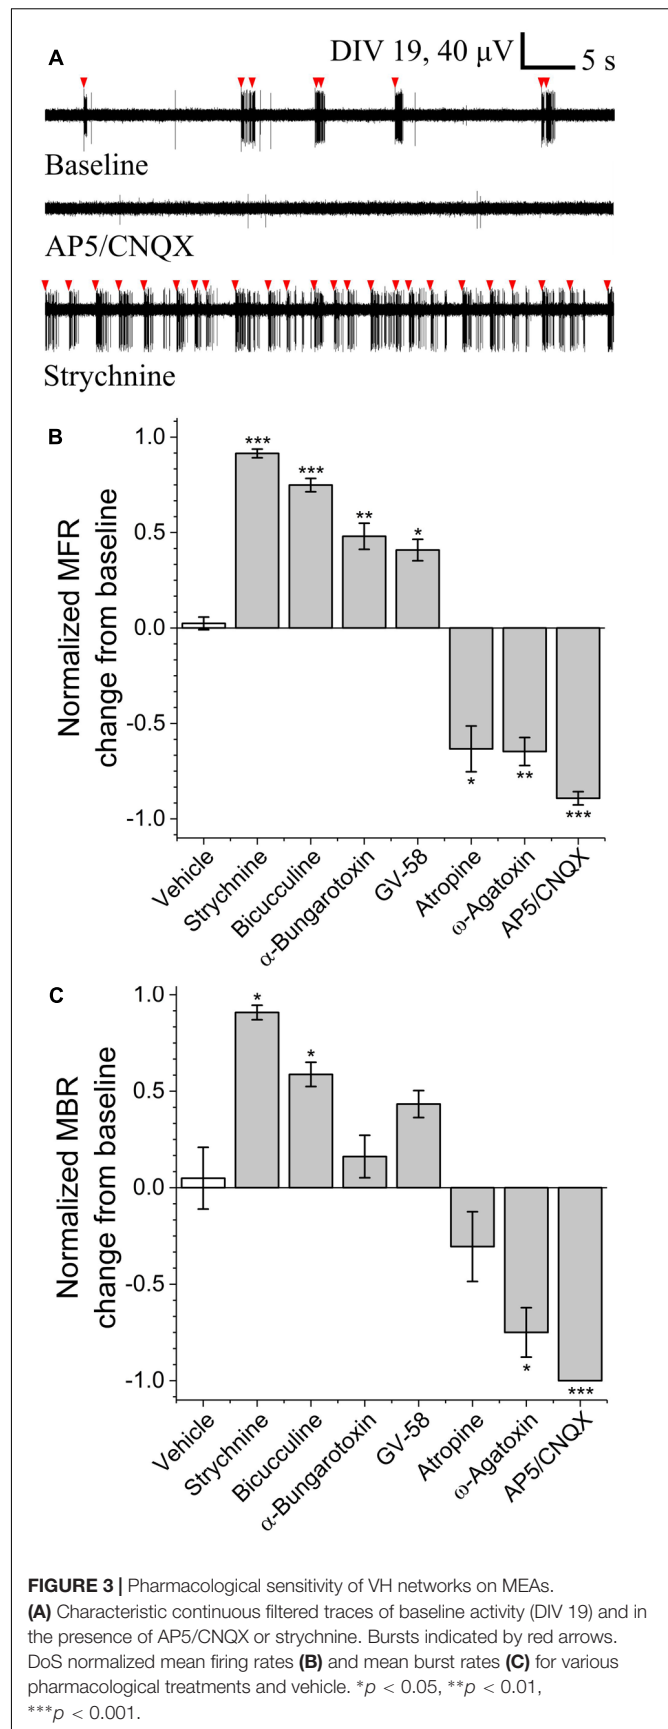 A
DIV 19, 40 μV
5 s
Baseline
AP5/CNQX
Strychnine
B
Normalized MFR
change from baseline
1.0
0.5
0.0
-0.5
-1.0
***
***
**
*
*
**
***
Vehicle
Strychnine
Bicucculine
α-Bungarotoxin
GV-58
Atropine
ω-Agatoxin
AP5/CNQX
C
Normalized MBR
change from baseline
1.0
0.5
0.0
-0.5
-1.0
*
*
*
***
Vehicle
Strychnine
Bicucculine
α-Bungarotoxin
GV-58
Atropine
ω-Agatoxin
AP5/CNQX
FIGURE 3 | Pharmacological sensitivity of VH networks on MEAs.
(A) Characteristic continuous filtered traces of baseline activity (DIV 19) and in
the presence of AP5/CNQX or strychnine. Bursts indicated by red arrows.
DoS normalized mean firing rates (B) and mean burst rates (C) for various
pharmacological treatments and vehicle. *p < 0.05, **p < 0.01,
***p < 0.001.